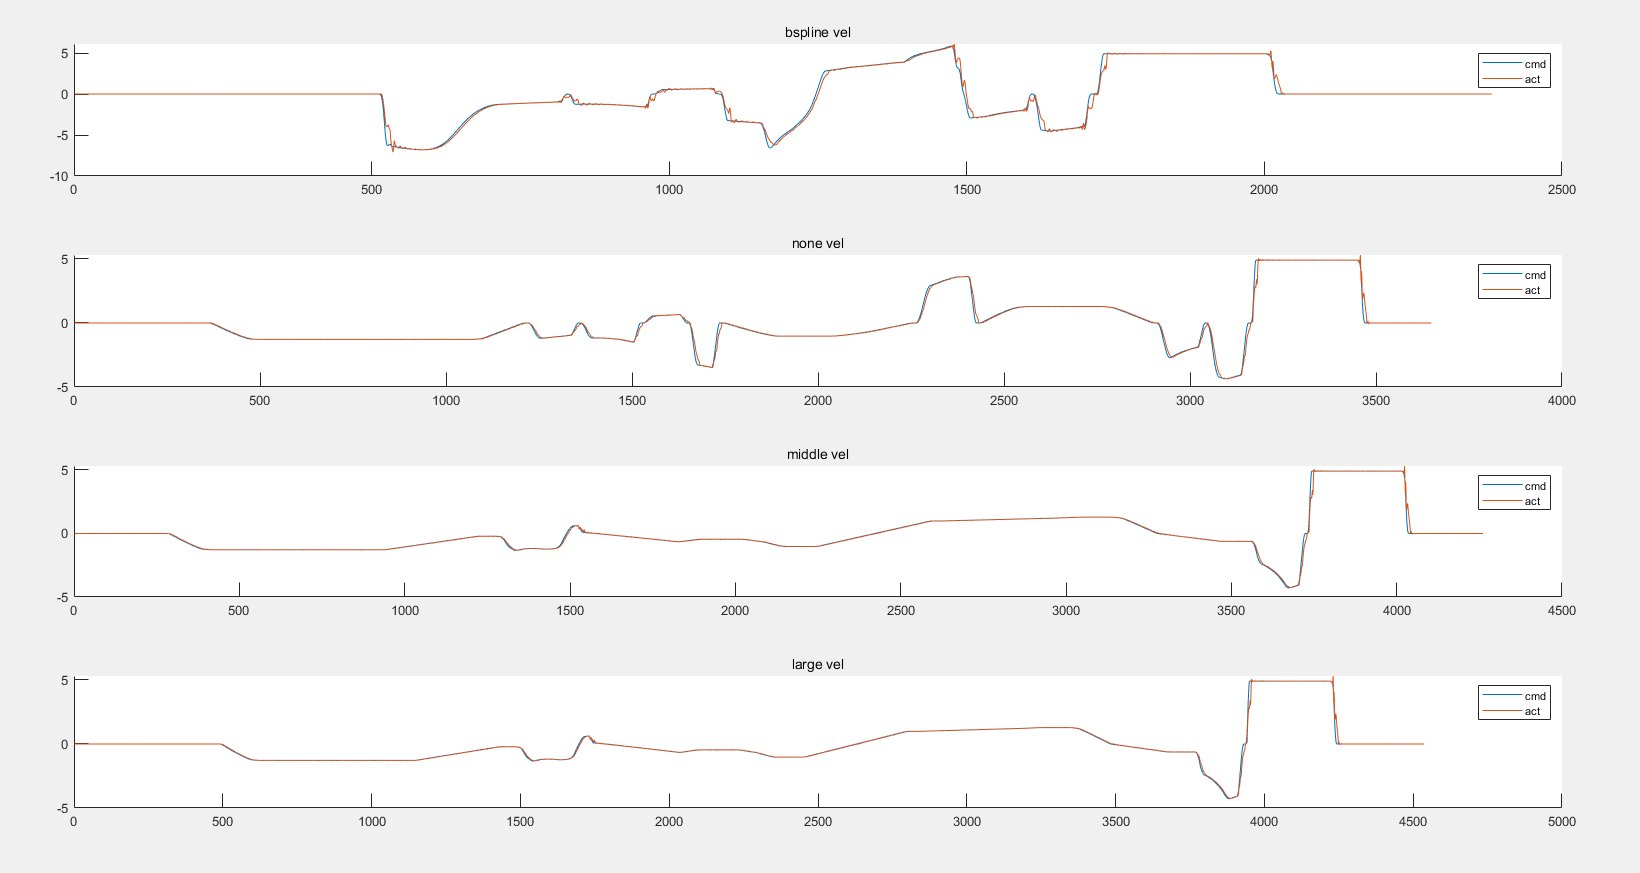 bspline vel
5
0
-5
-10
cmd
act
0 500 1000 1500 2000 2500
none vel
5
0
-5
cmd
act
0 500 1000 1500 2000 2500 3000 3500 4000
middle vel
5
0
-5
cmd
act
0 500 1000 1500 2000 2500 3000 3500 4000 4500
large vel
5
0
-5
cmd
act
0 500 1000 1500 2000 2500 3000 3500 4000 4500 5000